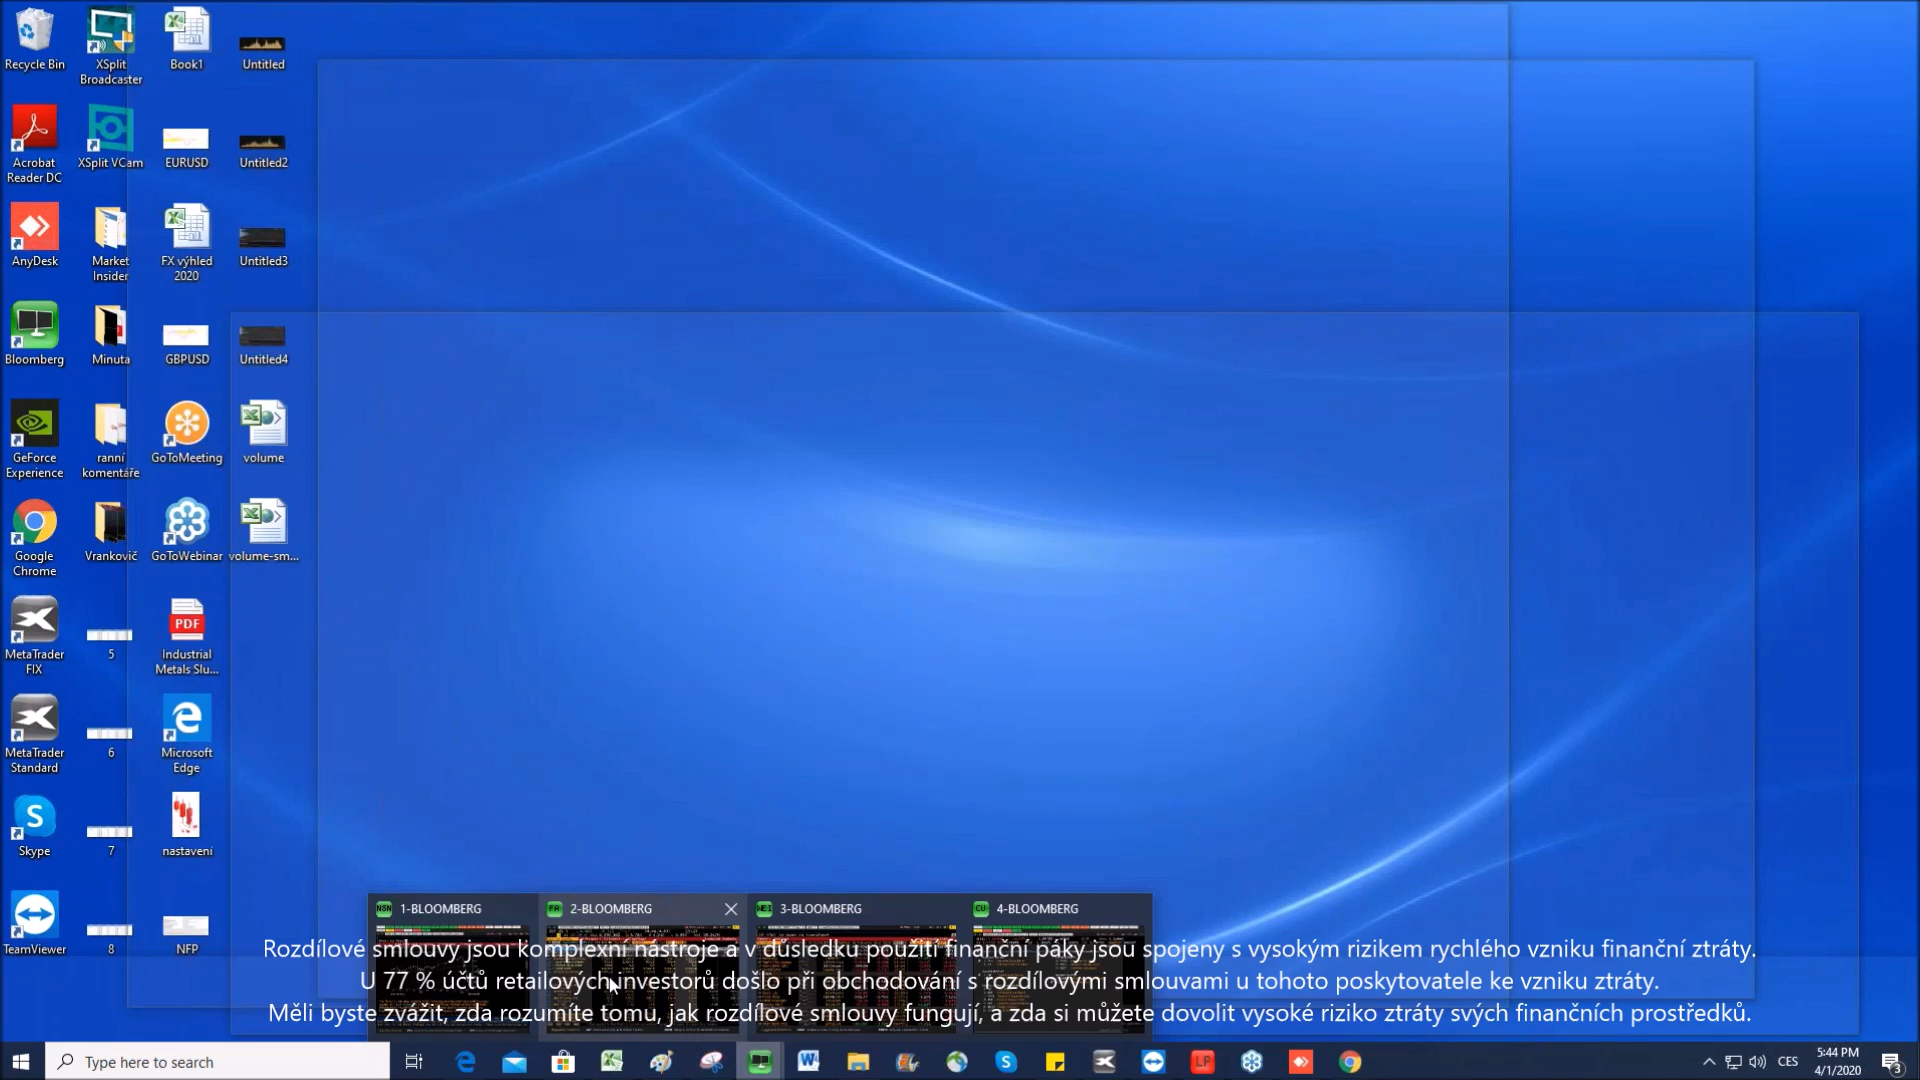 Recycle Bin
XSplit
Broadcaster
Book1
Untitled
Acrobat
Reader DC
XSplit VCam
EURUSD
Untitled2
AnyDesk
Market
Insider
FX výhled
2020
Untitled3
Bloomberg
Minuta
GBPUSD
Untitled4
GeForce
Experience
ranní
komentáře
GoToMeeting
volume
Google
Chrome
Vrankovič
GoToWebinar
volume-sm...
MetaTrader
FIX
5
PDF
Industrial
Metals Slu...
MetaTrader
Standard
6
Microsoft
Edge
Skype
7
nastavení
TeamViewer
8
NFP
1-BLOOMBERG
2-BLOOMBERG
3-BLOOMBERG
4-BLOOMBERG
Rozdílové smlouvy jsou komplexní nástroje a v důsledku použití finanční páky jsou spojeny s vysokým rizikem rychlého vzniku finanční ztráty.
U 77 % účtů retailových investorů došlo při obchodování s rozdílovými smlouvami u tohoto poskytovatele ke vzniku ztráty.
Měli byste zvážit, zda rozumíte tomu, jak rozdílové smlouvy fungují, a zda si můžete dovolit vysoké riziko ztráty svých finančních prostředků.
Type here to search
LP
CES
5:44 PM
4/1/2020
3